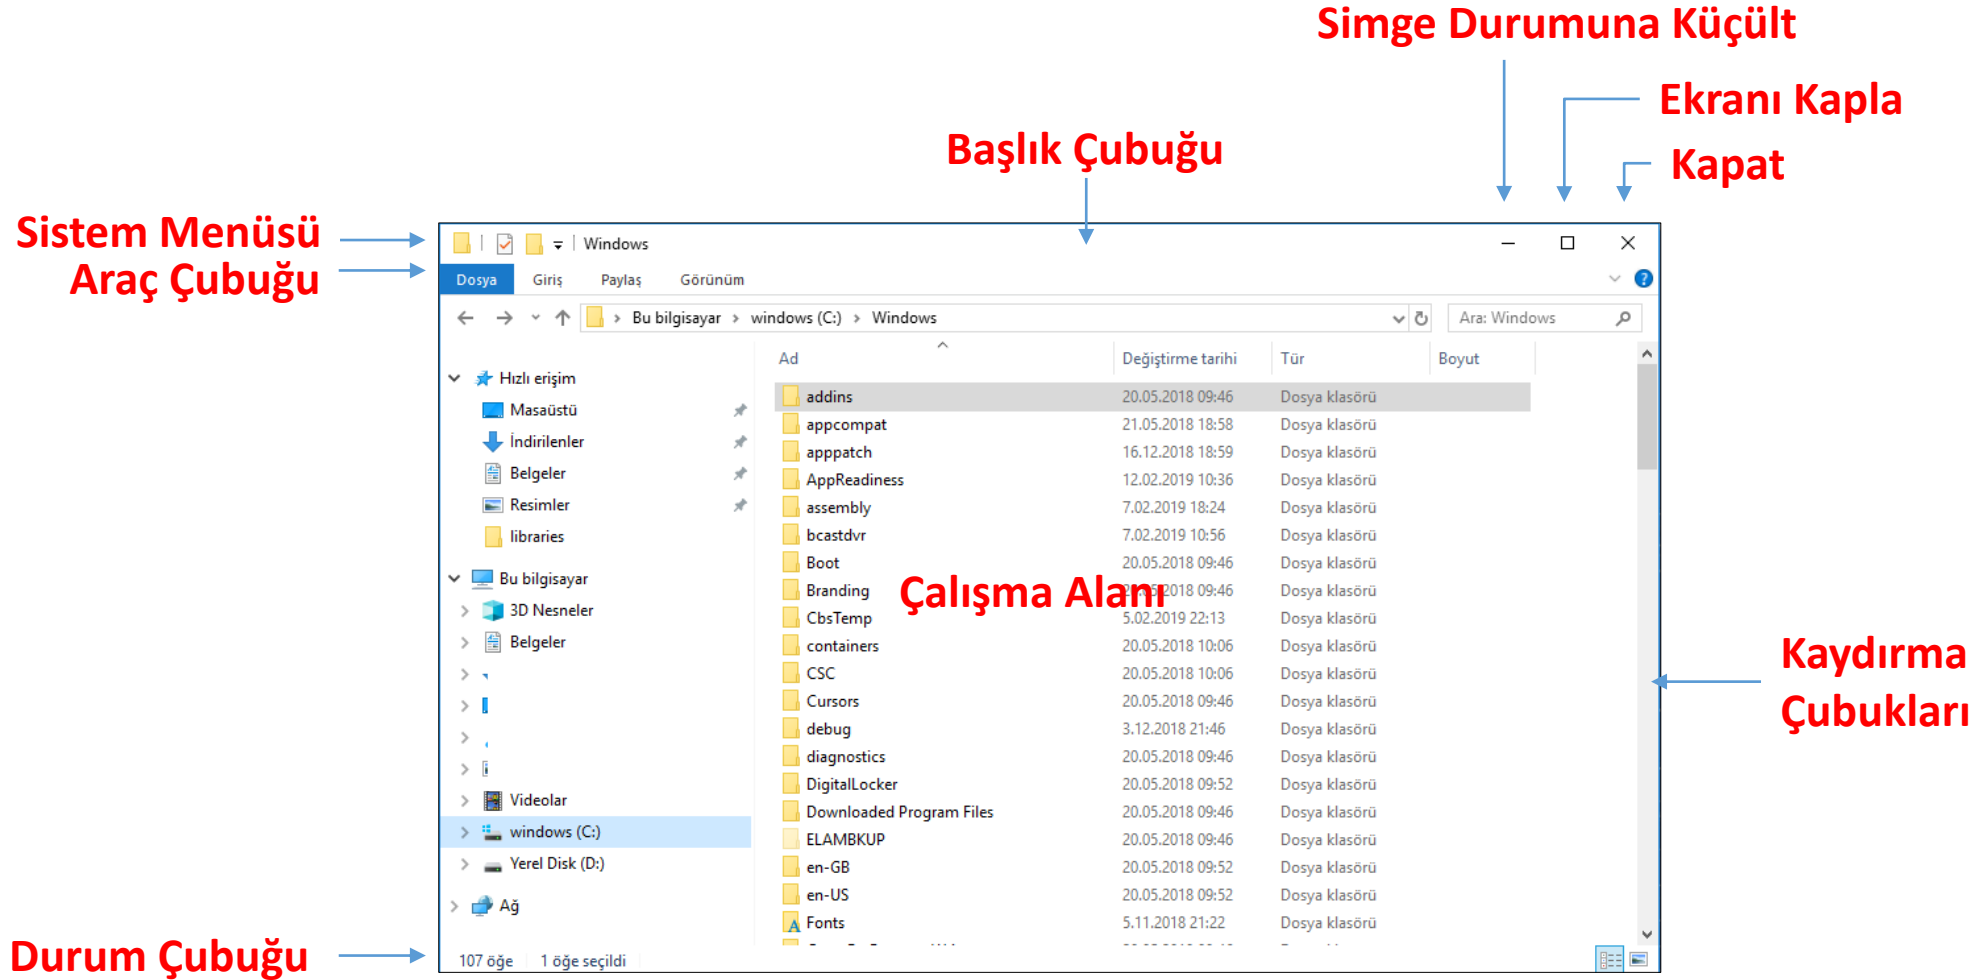 Simge Durumuna Küçült
Ekranı Kapla
Başlık Çubuğu
Kapat
Sistem Menüsü
Windows
Araç Çubuğu
Dosya Giriş Paylaş Görünüm
Bu bilgisayar windows (C:) Windows
Ara: Windows
Ad Değiştirme tarihi Tür Boyut
Hızlı erişim
Masaüstü
İndirilenler
Belgeler
Resimler
libraries
Bu bilgisayar
3D Nesneler
Belgeler
Videolar
windows (C:)
Yerel Disk (D:)
Ağ
addins 20.05.2018 09:46 Dosya klasörü
appcompat 21.05.2018 18:58 Dosya klasörü
apppatch 16.12.2018 18:59 Dosya klasörü
AppReadiness 12.02.2019 10:36 Dosya klasörü
assembly 7.02.2019 18:24 Dosya klasörü
bcastdvr 7.02.2019 10:56 Dosya klasörü
Boot 20.05.2018 09:46 Dosya klasörü
Branding 2018 09:46 Dosya klasörü
Çalışma Alanı
CbsTemp 5.02.2019 22:13 Dosya klasörü
containers 20.05.2018 10:06 Dosya klasörü
CSC 20.05.2018 10:06 Dosya klasörü
Cursors 20.05.2018 09:46 Dosya klasörü
debug 3.12.2018 21:46 Dosya klasörü
diagnostics 20.05.2018 09:46 Dosya klasörü
DigitalLocker 20.05.2018 09:52 Dosya klasörü
Downloaded Program Files 20.05.2018 09:46 Dosya klasörü
ELAMBKUP 20.05.2018 09:46 Dosya klasörü
en-GB 20.05.2018 09:52 Dosya klasörü
en-US 20.05.2018 09:52 Dosya klasörü
Fonts 5.11.2018 21:22 Dosya klasörü
Kaydırma
Çubukları
Durum Çubuğu
107 öğe 1 öğe seçildi